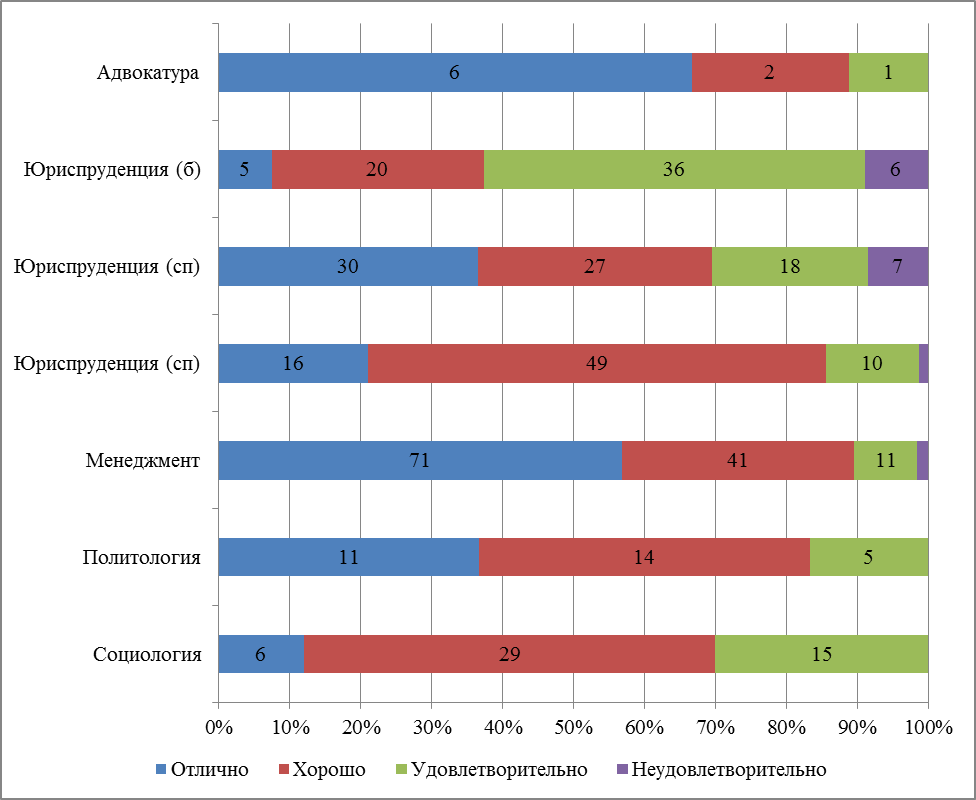 Адвокатура 6 2 1
Юриспруденция (б) 5 20 36 6
Юриспруденция (сп) 30 27 18 7
Юриспруденция (сп) 16 49 10
Менеджмент 71 41 11
Политология 11 14 5
Социология 6 29 15
0% 10% 20% 30% 40% 50% 60% 70% 80% 90% 100%
Отлично Хорошо Удовлетворительно Неудовлетворительно